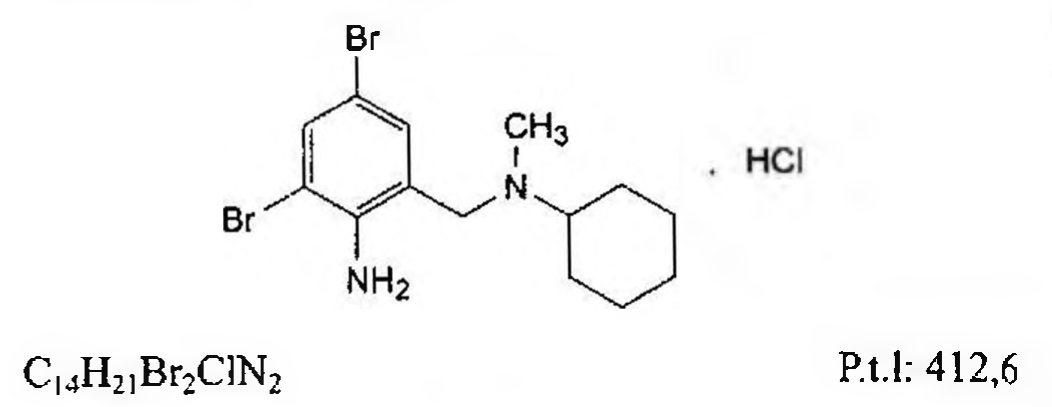 Br
CH₃
N
. HCl
Br
NH₂
C₁₄H₂₁Br₂ClN₂ P.t.l: 412,6